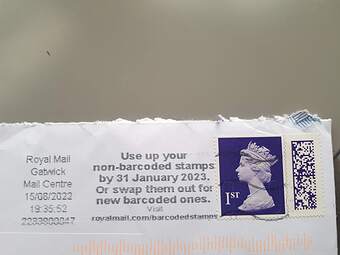 Royal Mail
Gatwick
Mail Centre
15/08/2022
19:35:52
2233800047
Use up your
non-barcoded stamps
by 31 January 2023.
Or swap them out for
new barcoded ones.
Visit
royalmail.com/barcodedstamps
1ST